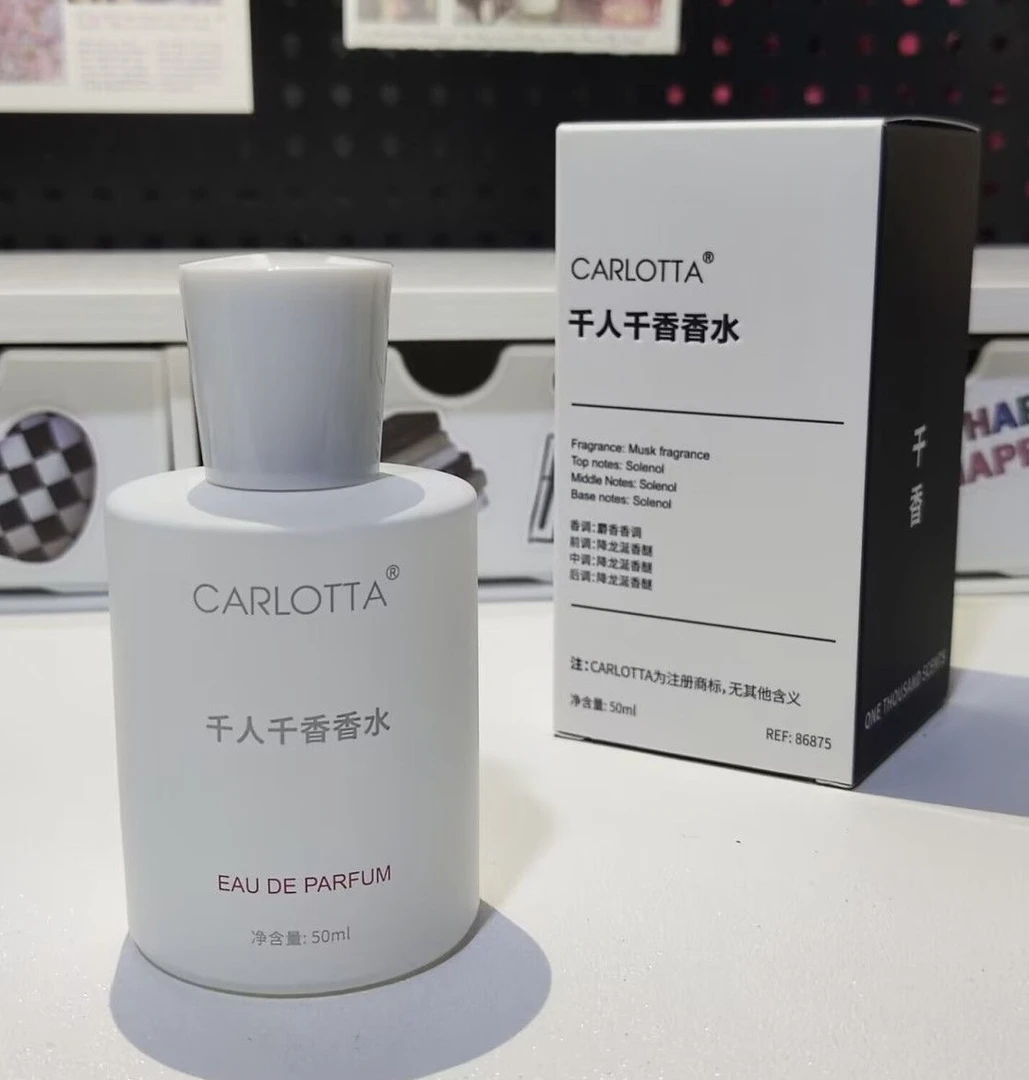 CARLOTTA®
千人千香香水
EAU DE PARFUM
净含量: 50ml
CARLOTTA®
千人千香香水
Fragrance: Musk fragrance
Top notes: Solenol
Middle Notes: Solenol
Base notes: Solenol
香调:麝香香调
前调:降龙涎香醚
中调:降龙涎香醚
后调:降龙涎香醚
注:CARLOTTA为注册商标,无其他含义
净含量: 50ml
REF: 86875
千香
ONE THOUSAND SCENTS